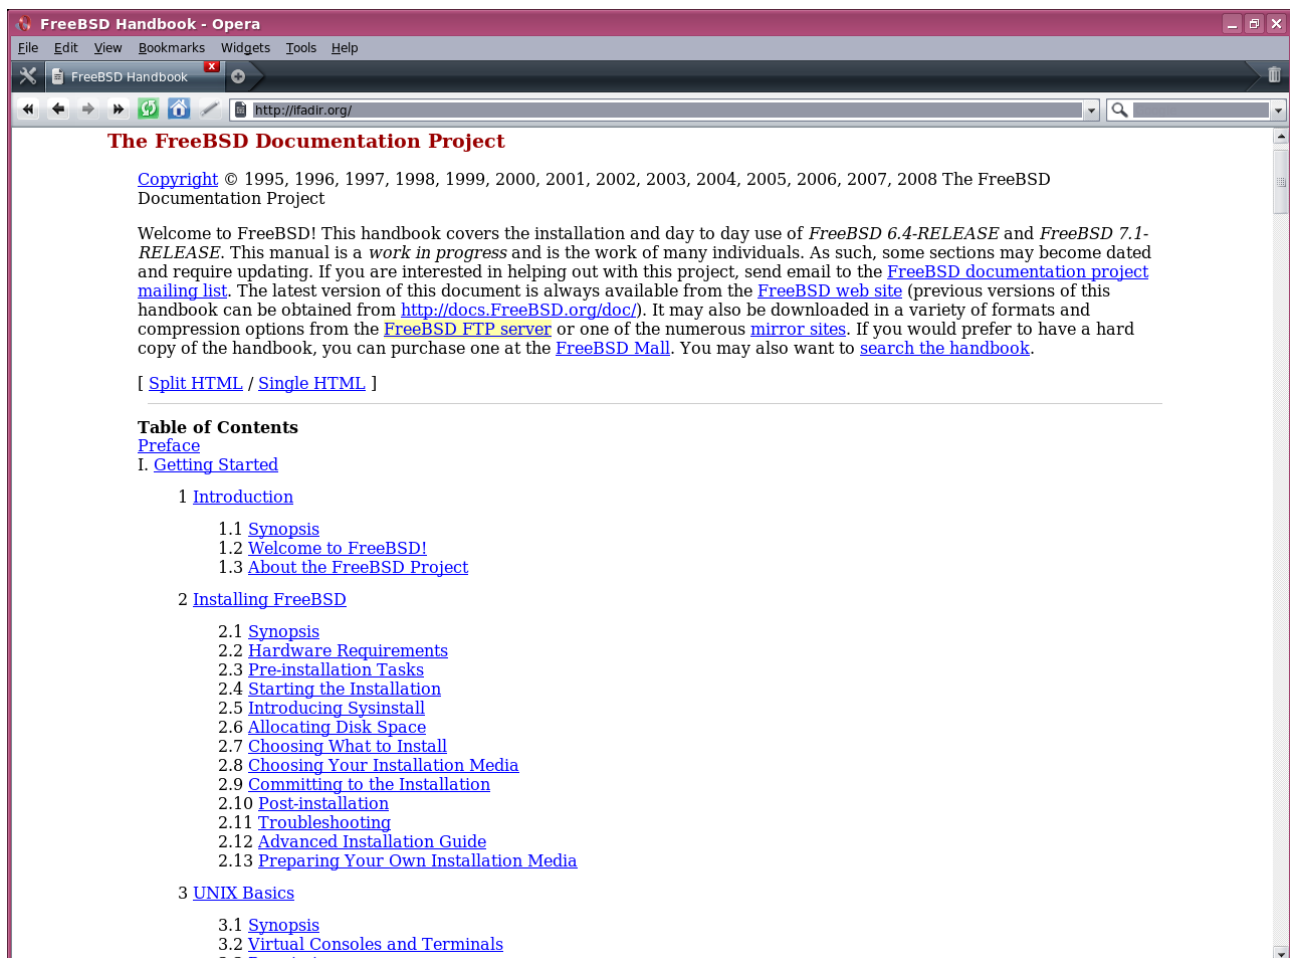 FreeBSD Handbook - Opera
File Edit View Bookmarks Widgets Tools Help
FreeBSD Handbook
http://ifadir.org/
The FreeBSD Documentation Project
Copyright © 1995, 1996, 1997, 1998, 1999, 2000, 2001, 2002, 2003, 2004, 2005, 2006, 2007, 2008 The FreeBSD
Documentation Project
Welcome to FreeBSD! This handbook covers the installation and day to day use of FreeBSD 6.4-RELEASE and FreeBSD 7.1-
RELEASE. This manual is a work in progress and is the work of many individuals. As such, some sections may become dated
and require updating. If you are interested in helping out with this project, send email to the FreeBSD documentation project
mailing list. The latest version of this document is always available from the FreeBSD web site (previous versions of this
handbook can be obtained from http://docs.FreeBSD.org/doc/). It may also be downloaded in a variety of formats and
compression options from the FreeBSD FTP server or one of the numerous mirror sites. If you would prefer to have a hard
copy of the handbook, you can purchase one at the FreeBSD Mall. You may also want to search the handbook.
[ Split HTML / Single HTML ]
Table of Contents
Preface
I. Getting Started
1 Introduction
1.1 Synopsis
1.2 Welcome to FreeBSD!
1.3 About the FreeBSD Project
2 Installing FreeBSD
2.1 Synopsis
2.2 Hardware Requirements
2.3 Pre-installation Tasks
2.4 Starting the Installation
2.5 Introducing Sysinstall
2.6 Allocating Disk Space
2.7 Choosing What to Install
2.8 Choosing Your Installation Media
2.9 Committing to the Installation
2.10 Post-installation
2.11 Troubleshooting
2.12 Advanced Installation Guide
2.13 Preparing Your Own Installation Media
3 UNIX Basics
3.1 Synopsis
3.2 Virtual Consoles and Terminals